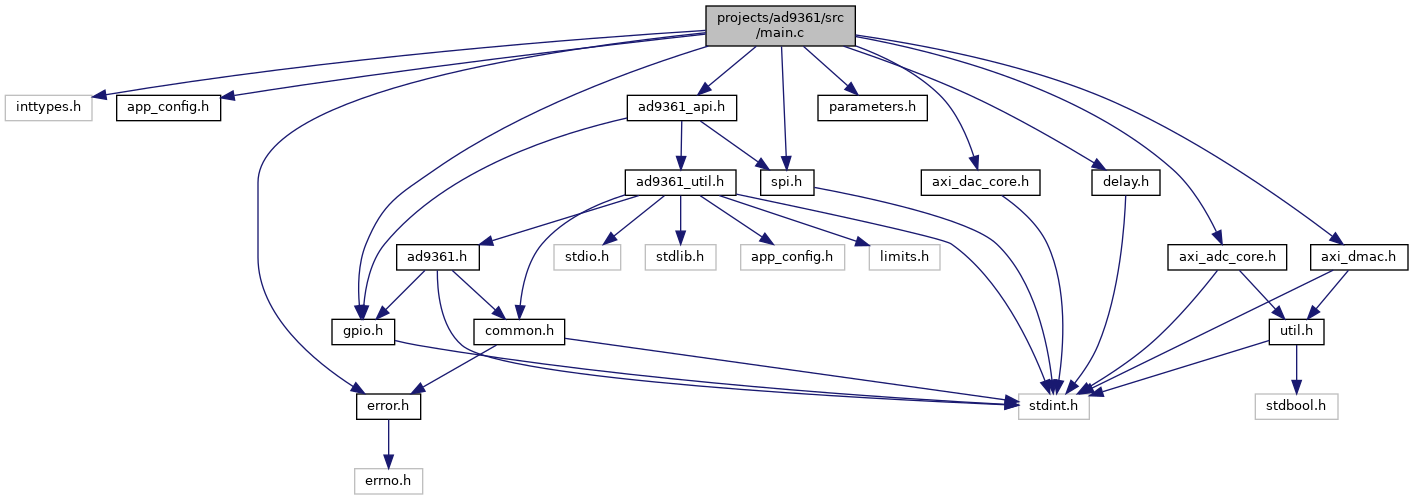 projects/ad9361/src
/main.c
inttypes.h
app_config.h
ad9361_api.h
parameters.h
ad9361_util.h
spi.h
axi_dac_core.h
delay.h
ad9361.h
stdio.h
stdlib.h
app_config.h
limits.h
axi_adc_core.h
axi_dmac.h
gpio.h
common.h
util.h
error.h
stdint.h
stdbool.h
errno.h